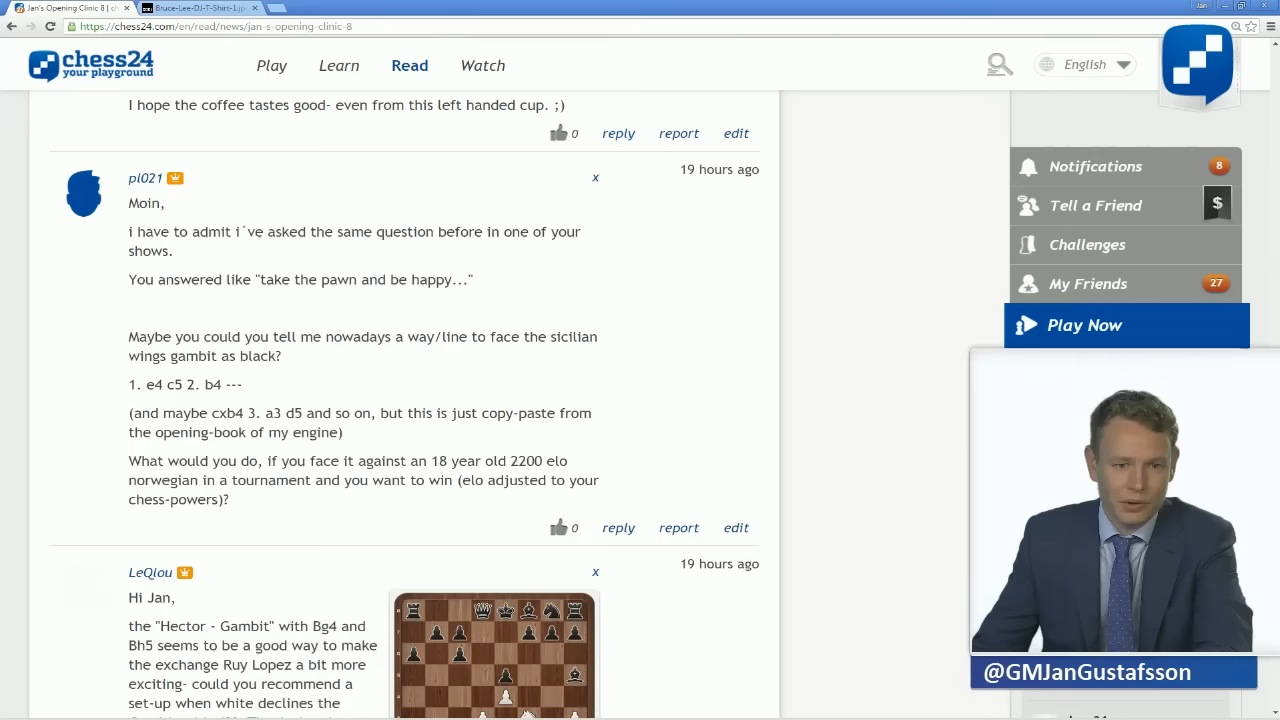 Jan's Opening Clinic 8 | ch
Bruce-Lee-DJ-T-Shirt-1.jp
Jan
https://chess24.com/en/read/news/jan-s-opening-clinic-8
chess24
your playground
Play
Learn
Read
Watch
English
I hope the coffee tastes good- even from this left handed cup. ;)
0
reply
report
edit
pl021
x
19 hours ago
Moin,
i have to admit i´ve asked the same question before in one of your
shows.
You answered like "take the pawn and be happy..."
Maybe you could you tell me nowadays a way/line to face the sicilian
wings gambit as black?
1. e4 c5 2. b4 ---
(and maybe cxb4 3. a3 d5 and so on, but this is just copy-paste from
the opening-book of my engine)
What would you do, if you face it against an 18 year old 2200 elo
norwegian in a tournament and you want to win (elo adjusted to your
chess-powers)?
0
reply
report
edit
LeQlou
x
19 hours ago
Hi Jan,
the "Hector - Gambit" with Bg4 and
Bh5 seems to be a good way to make
the exchange Ruy Lopez a bit more
exciting- could you recommend a
set-up when white declines the
Notifications
8
Tell a Friend
$
Challenges
My Friends
27
Play Now
@GMJanGustafsson